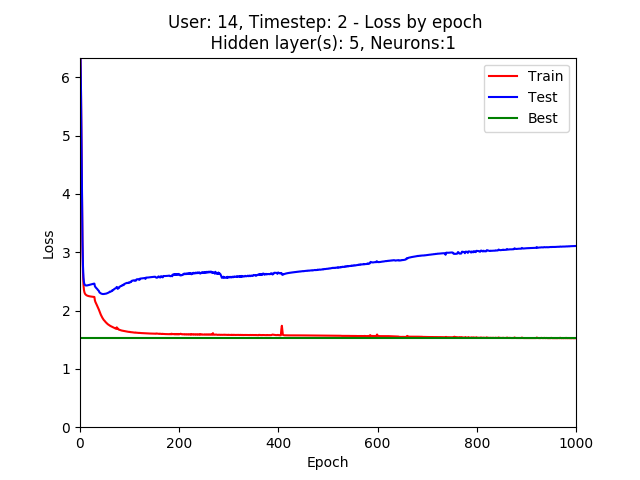 User: 14, Timestep: 2 - Loss by epoch
Hidden layer(s): 5, Neurons:1
Train
Test
Best
6
5
4
3
2
1
0
Loss
0 200 400 600 800 1000
Epoch